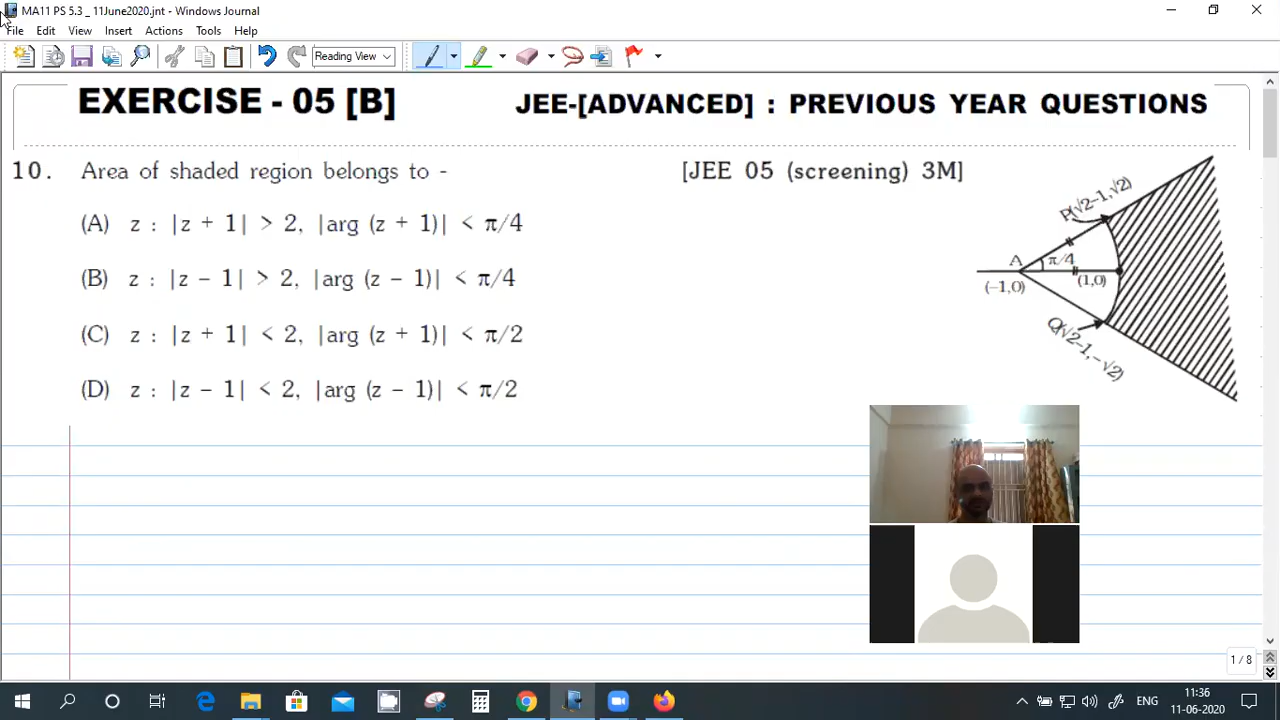 MA11 PS 5.3 _ 11June2020.jnt - Windows Journal
File Edit View Insert Actions Tools Help
Reading View
EXERCISE - 05 [B]
JEE-[ADVANCED] : PREVIOUS YEAR QUESTIONS
10. Area of shaded region belongs to - [JEE 05 (screening) 3M]
(A) z : |z + 1| > 2, |arg (z + 1)| < π/4
(B) z : |z − 1| > 2, |arg (z − 1)| < π/4
(C) z : |z + 1| < 2, |arg (z + 1)| < π/2
(D) z : |z − 1| < 2, |arg (z − 1)| < π/2
P(√2−1,√2)
A
π/4
(−1,0)
(1,0)
Q(√2−1,−√2)
1 / 8
ENG
11:36
11-06-2020